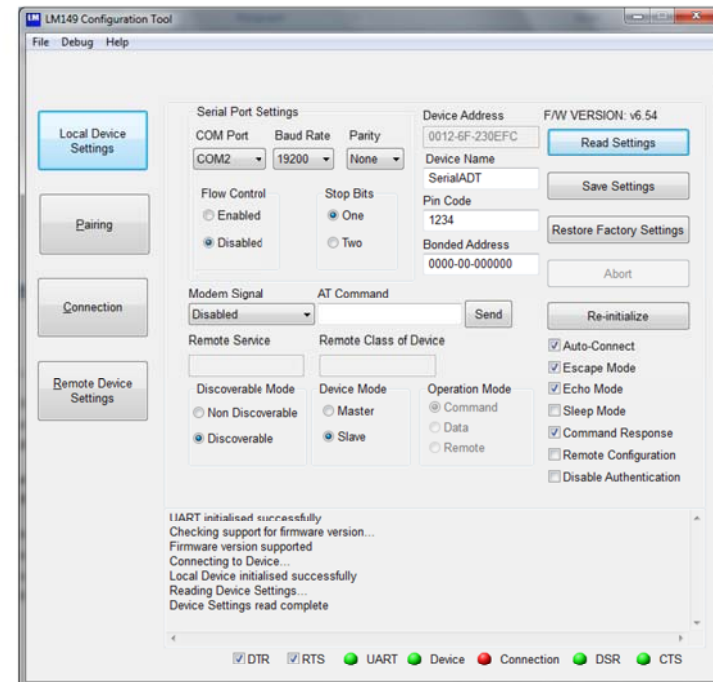 LM LM149 Configuration Tool
File Debug Help
Local Device
Settings
Pairing
Connection
Remote Device
Settings
Serial Port Settings
COM Port Baud Rate Parity
COM2 19200 None
Flow Control Stop Bits
Enabled One
Disabled Two
Device Address
0012-6F-230EFC
Device Name
SerialADT
Pin Code
1234
Bonded Address
0000-00-000000
F/W VERSION: v6.54
Read Settings
Save Settings
Restore Factory Settings
Abort
Re-initialize
Modem Signal AT Command
Disabled Send
Remote Service Remote Class of Device
Discoverable Mode Device Mode Operation Mode
Non Discoverable Master Command
Discoverable Slave Data
Remote
Auto-Connect
Escape Mode
Echo Mode
Sleep Mode
Command Response
Remote Configuration
Disable Authentication
UART initialised successfully
Checking support for firmware version...
Firmware version supported
Connecting to Device...
Local Device initialised successfully
Reading Device Settings...
Device Settings read complete
DTR RTS UART Device Connection DSR CTS